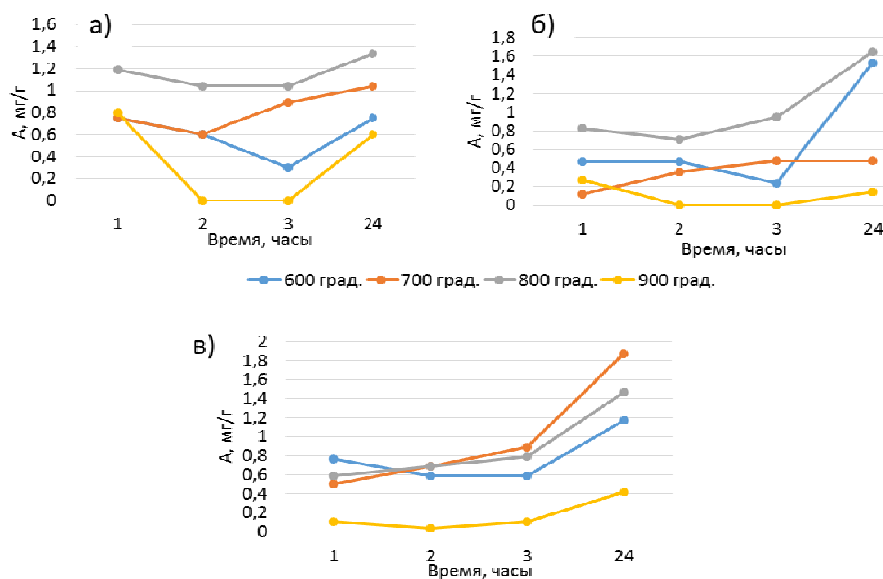 а)
А, мг/г
1,6
1,4
1,2
1
0,8
0,6
0,4
0,2
0
1 2 3 24
Время, часы
б)
А, мг/г
1,8
1,6
1,4
1,2
1
0,8
0,6
0,4
0,2
0
1 2 3 24
Время, часы
600 град. 700 град. 800 град. 900 град.
в)
А, мг/г
2
1,8
1,6
1,4
1,2
1
0,8
0,6
0,4
0,2
0
1 2 3 24
Время, часы